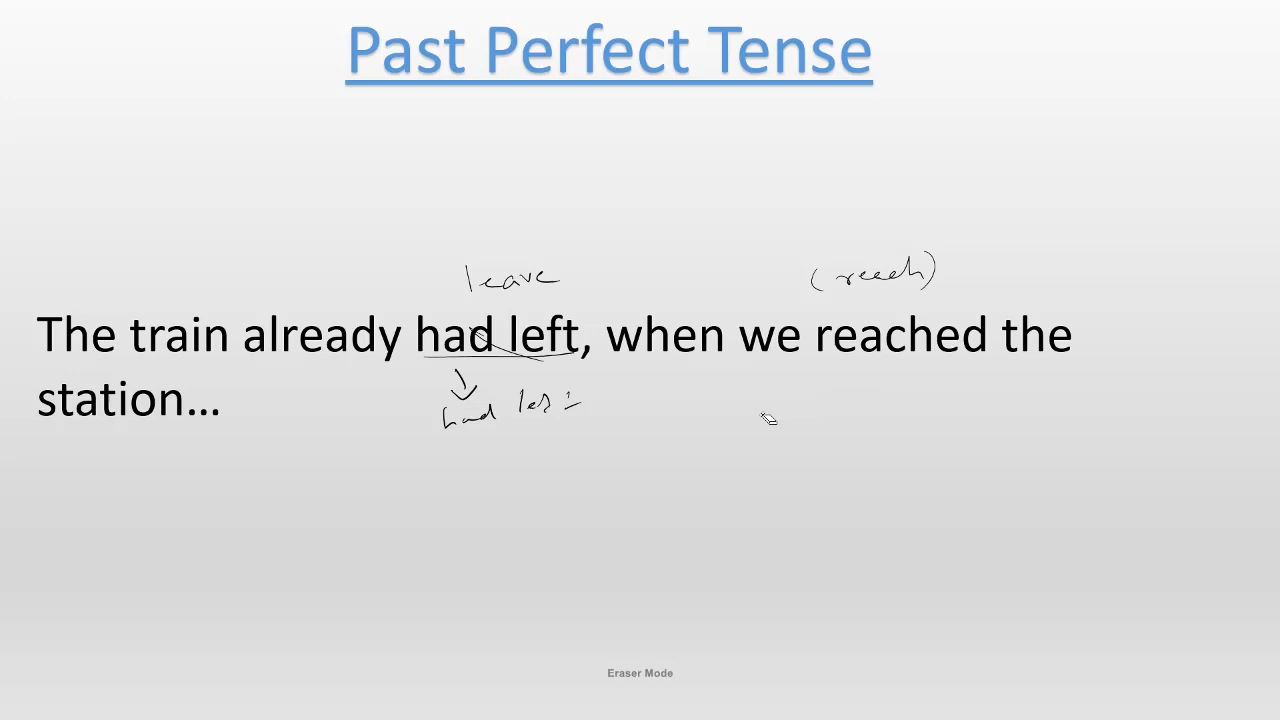 Past Perfect Tense
leave (reach)
The train already had left, when we reached the
station...
had left
Eraser Mode